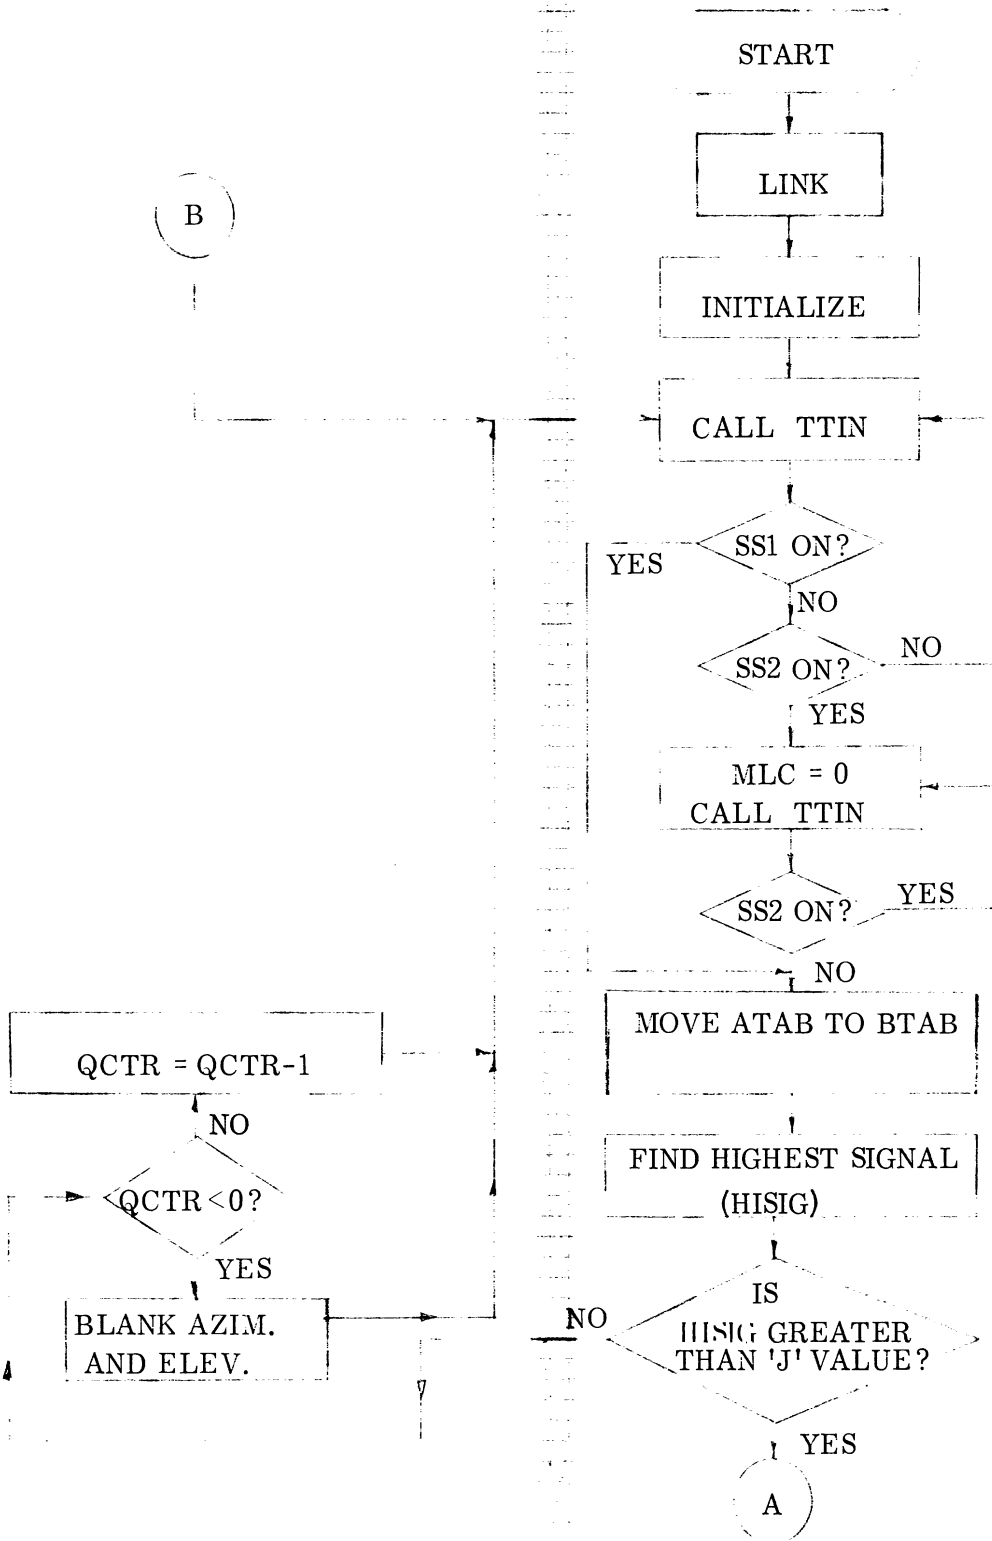 START
LINK
B
INITIALIZE
CALL TTIN
SS1 ON?
YES
NO
SS2 ON?
NO
YES
MLC = 0
CALL TTIN
SS2 ON?
YES
NO
MOVE ATAB TO BTAB
QCTR = QCTR-1
NO
FIND HIGHEST SIGNAL
(HISIG)
QCTR <0?
YES
BLANK AZIM.
AND ELEV.
NO
IS
HISIG GREATER
THAN 'J' VALUE?
YES
A